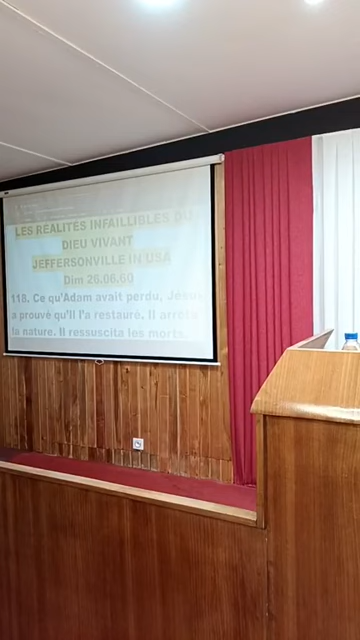 LES REALITÉS INFAILLIBLES DU
DIEU VIVANT
JEFFERSONVILLE IN USA
Dim 26.06.60
118. Ce qu'Adam avait perdu, Jésus
a prouvé qu'Il l'a restauré. Il arrêta
la nature. Il ressuscita les morts.